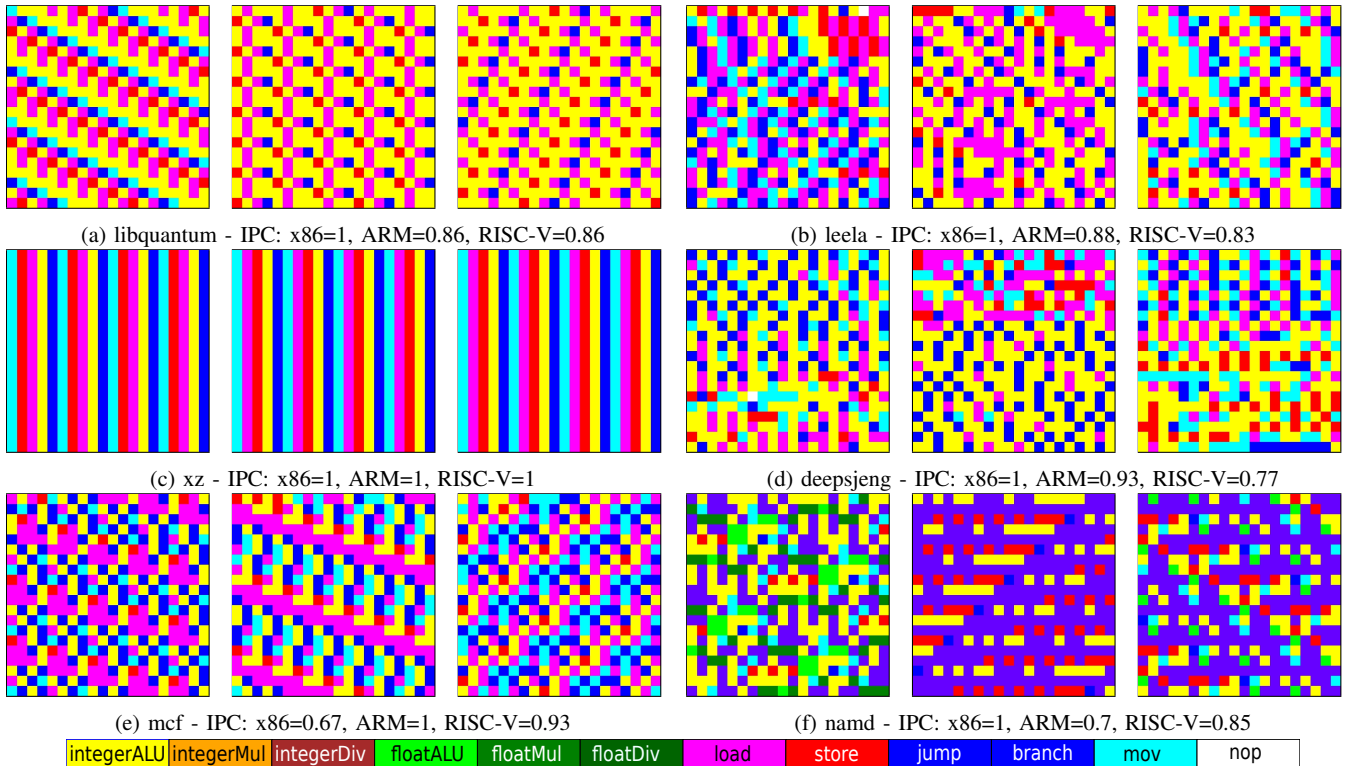 (a) libquantum - IPC: x86=1, ARM=0.86, RISC-V=0.86
(b) leela - IPC: x86=1, ARM=0.88, RISC-V=0.83
(c) xz - IPC: x86=1, ARM=1, RISC-V=1
(d) deepsjeng - IPC: x86=1, ARM=0.93, RISC-V=0.77
(e) mcf - IPC: x86=0.67, ARM=1, RISC-V=0.93
(f) namd - IPC: x86=1, ARM=0.7, RISC-V=0.85
integerALU integerMul integerDiv floatALU floatMul floatDiv load store jump branch mov nop